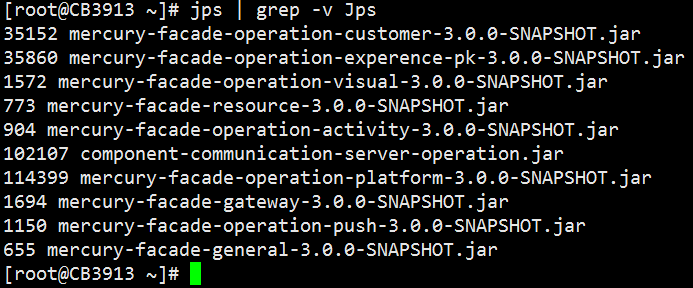 [root@CB3913 ~]# jps | grep -v Jps
35152 mercury-facade-operation-customer-3.0.0-SNAPSHOT.jar
35860 mercury-facade-operation-experence-pk-3.0.0-SNAPSHOT.jar
1572 mercury-facade-operation-visual-3.0.0-SNAPSHOT.jar
773 mercury-facade-resource-3.0.0-SNAPSHOT.jar
904 mercury-facade-operation-activity-3.0.0-SNAPSHOT.jar
102107 component-communication-server-operation.jar
114399 mercury-facade-operation-platform-3.0.0-SNAPSHOT.jar
1694 mercury-facade-gateway-3.0.0-SNAPSHOT.jar
1150 mercury-facade-operation-push-3.0.0-SNAPSHOT.jar
655 mercury-facade-general-3.0.0-SNAPSHOT.jar
[root@CB3913 ~]#